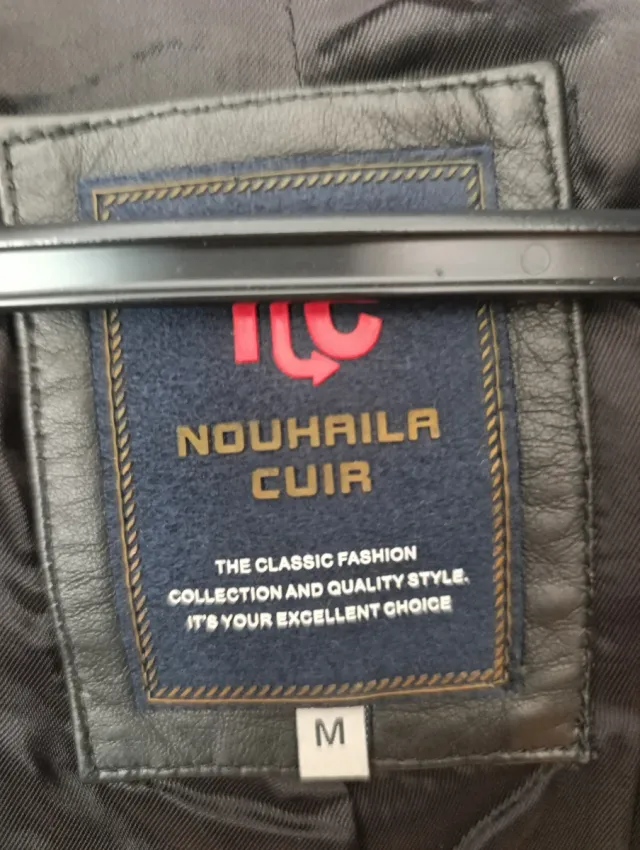 NOUHAILA
CUIR
THE CLASSIC FASHION
COLLECTION AND QUALITY STYLE.
IT'S YOUR EXCELLENT CHOICE
M